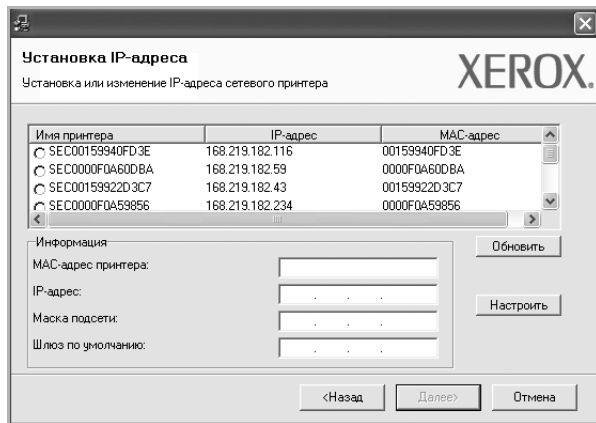 Установка IP-адреса
Установка или изменение IP-адреса сетевого принтера
XEROX.
Имя принтера IP-адрес MAC-адрес
SEC00159940FD3E 168.219.182.116 00159940FD3E
SEC0000F0A60DBA 168.219.182.59 0000F0A60DBA
SEC00159922D3C7 168.219.182.43 00159922D3C7
SEC0000F0A59856 168.219.182.234 0000F0A59856
Информация
Обновить
MAC-адрес принтера:
IP-адрес:
Настроить
Маска подсети:
Шлюз по умолчанию:
<Назад Далее> Отмена